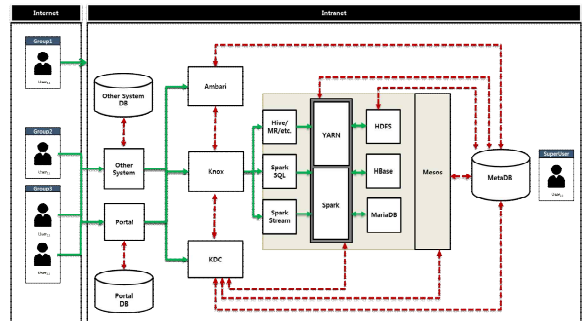 Internet
Intranet
Group1
Group2
Group3
Other System
DB
Other
System
Portal
Portal
DB
Ambari
Knox
KDC
Hive/
MR/etc.
Spark
SQL
Spark
Stream
YARN
Spark
HDFS
HBase
MariaDB
Mesos
MetaDB
SuperUser